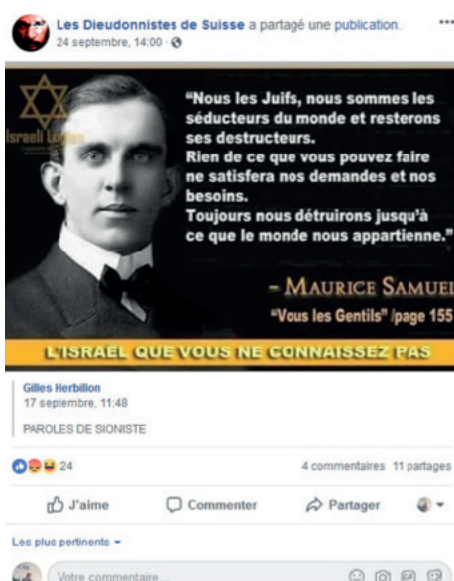 Les Dieudonnistes de Suisse a partagé une publication.
24 septembre, 14:00
Israeli
"Nous les Juifs, nous sommes les
séducteurs du monde et resterons
ses destructeurs.
Rien de ce que vous pouvez faire
ne satisfera nos demandes et nos
besoins.
Toujours nous détruirons jusqu'à
ce que le monde nous appartienne."
– MAURICE SAMUEL
"Vous les Gentils" /page 155
L'ISRAËL QUE VOUS NE CONNAISSEZ PAS
Gilles Herbillon
17 septembre, 11:48
PAROLES DE SIONISTE
24
4 commentaires 11 partages
J'aime Commenter Partager
Les plus pertinents
Votre commentaire...